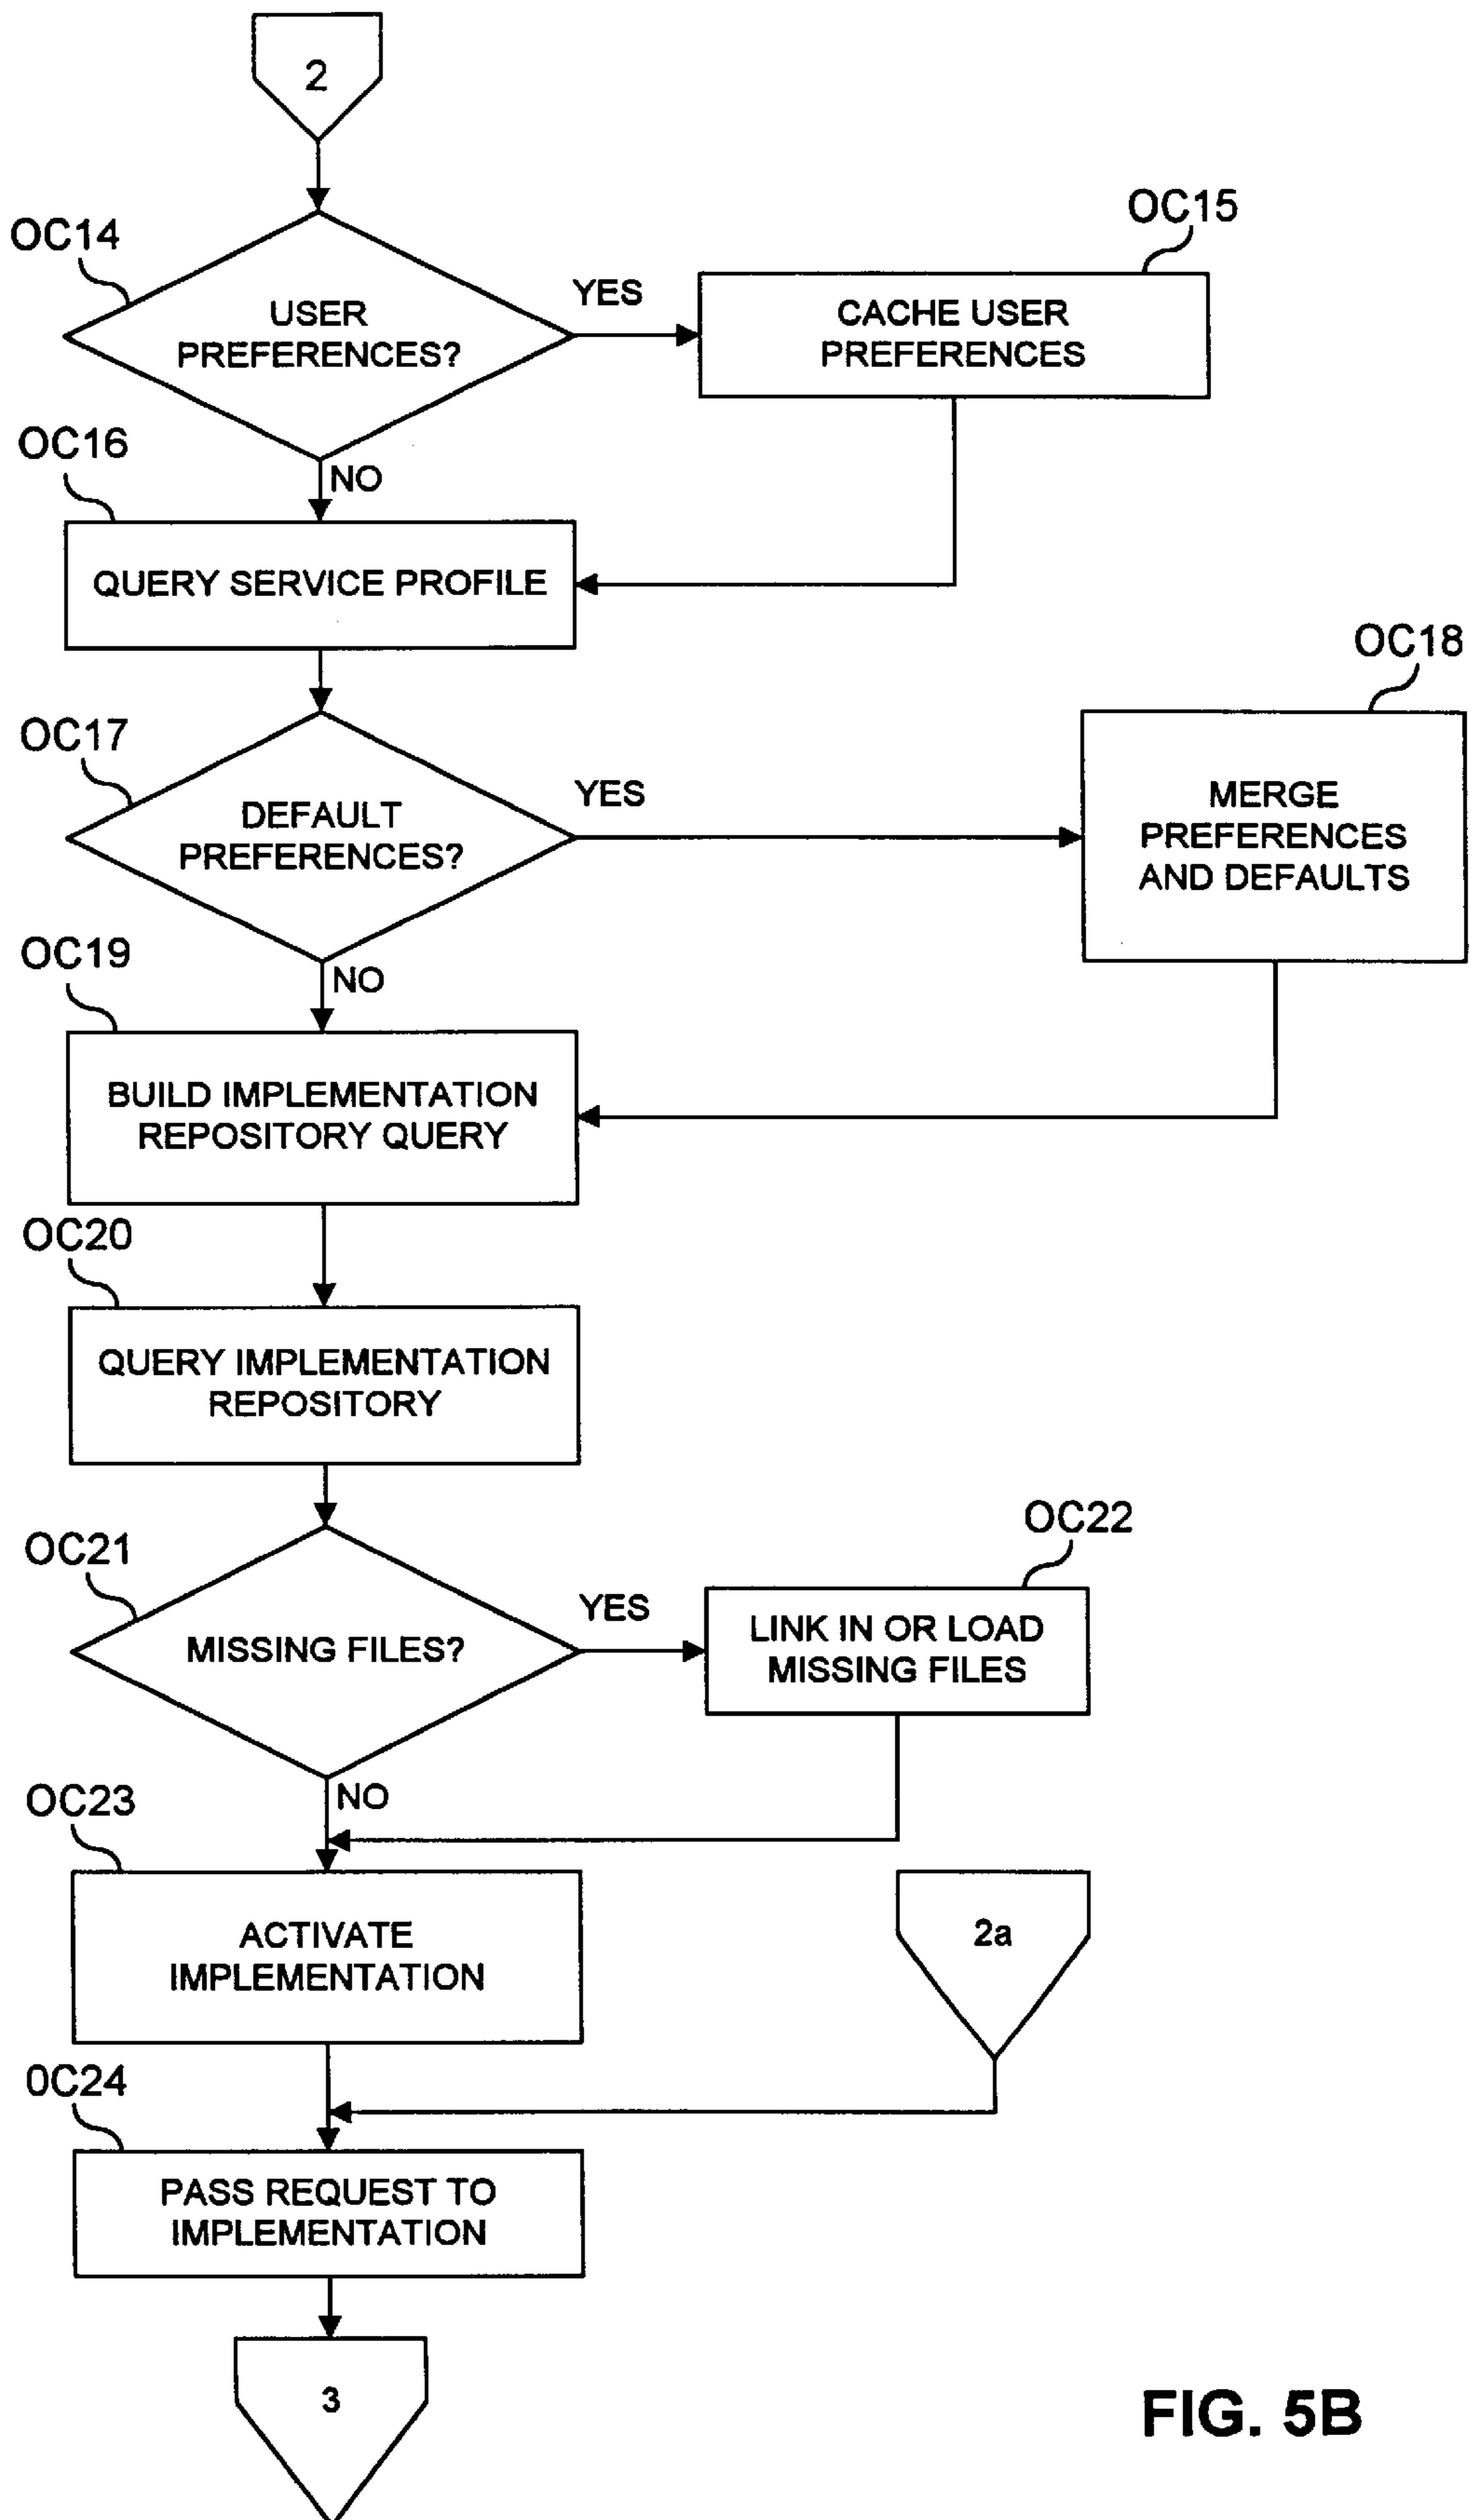 2
OC14
USER
PREFERENCES?
YES
OC15
CACHE USER
PREFERENCES
NO
OC16
QUERY SERVICE PROFILE
OC17
DEFAULT
PREFERENCES?
YES
OC18
MERGE
PREFERENCES
AND DEFAULTS
NO
OC19
BUILD IMPLEMENTATION
REPOSITORY QUERY
OC20
QUERY IMPLEMENTATION
REPOSITORY
OC21
MISSING FILES?
YES
OC22
LINK IN OR LOAD
MISSING FILES
NO
OC23
ACTIVATE
IMPLEMENTATION
2a
0C24
PASS REQUEST TO
IMPLEMENTATION
3
FIG. 5B